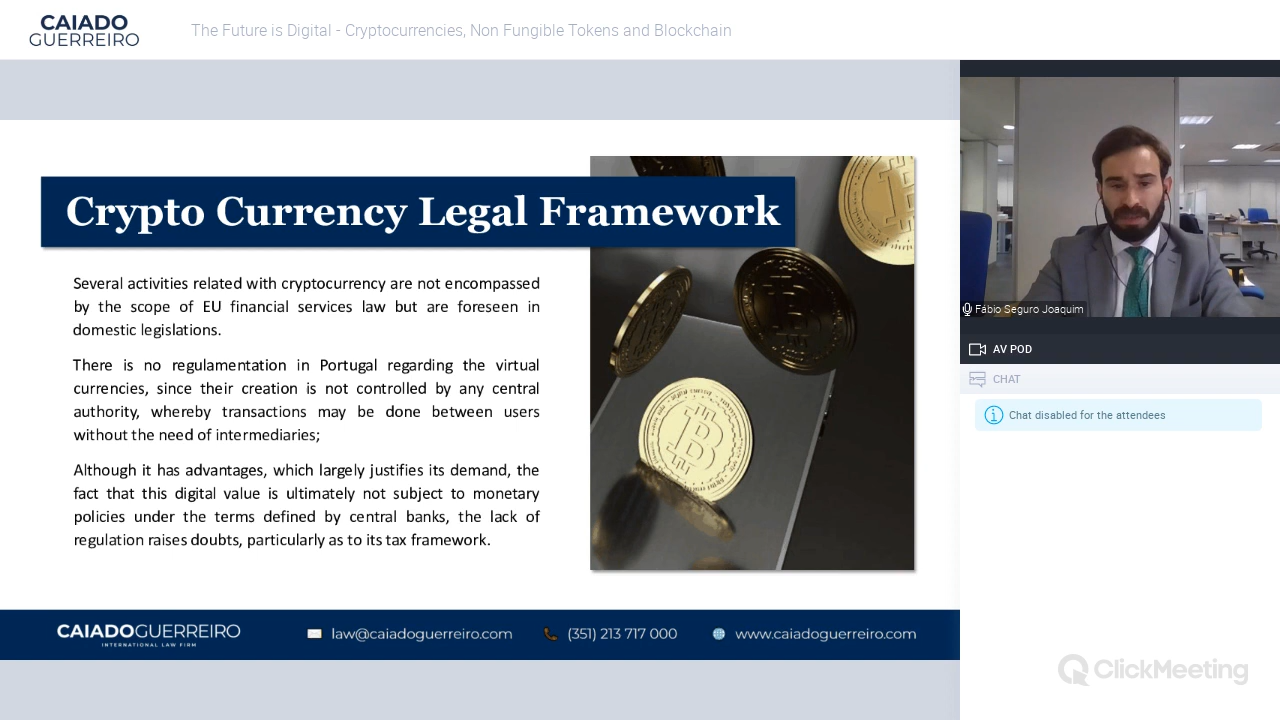 CAIADO
GUERREIRO
The Future is Digital - Cryptocurrencies, Non Fungible Tokens and Blockchain
Crypto Currency Legal Framework
Several activities related with cryptocurrency are not encompassed
by the scope of EU financial services law but are foreseen in
domestic legislations.
There is no regulamentation in Portugal regarding the virtual
currencies, since their creation is not controlled by any central
authority, whereby transactions may be done between users
without the need of intermediaries;
Although it has advantages, which largely justifies its demand, the
fact that this digital value is ultimately not subject to monetary
policies under the terms defined by central banks, the lack of
regulation raises doubts, particularly as to its tax framework.
CAIADOGUERREIRO
INTERNATIONAL LAW FIRM
law@caiadoguerreiro.com
(351) 213 717 000
www.caiadoguerreiro.com
Fábio Seguro Joaquim
AV POD
CHAT
Chat disabled for the attendees
ClickMeeting